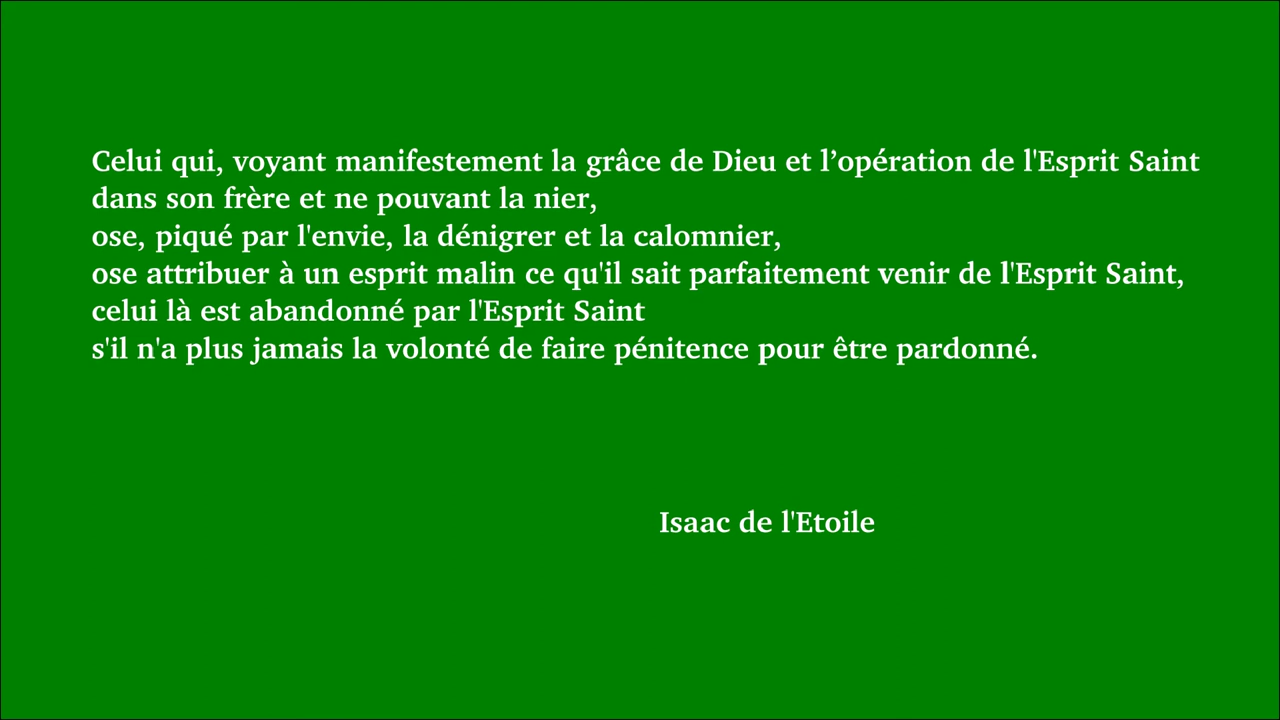 Celui qui, voyant manifestement la grâce de Dieu et l’opération de l'Esprit Saint
dans son frère et ne pouvant la nier,
ose, piqué par l'envie, la dénigrer et la calomnier,
ose attribuer à un esprit malin ce qu'il sait parfaitement venir de l'Esprit Saint,
celui là est abandonné par l'Esprit Saint
s'il n'a plus jamais la volonté de faire pénitence pour être pardonné.
Isaac de l'Etoile